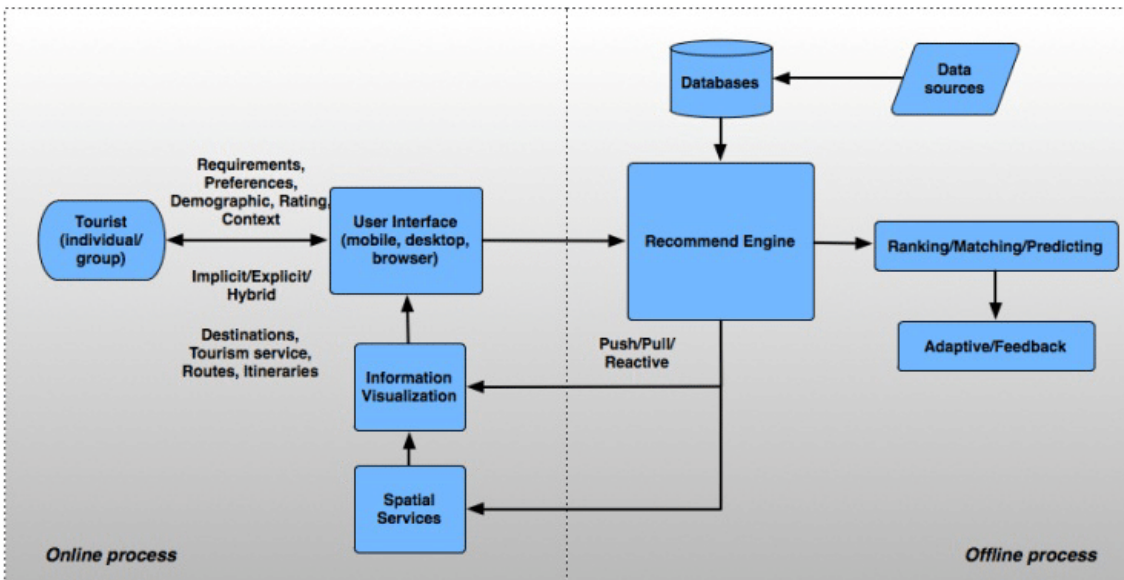 Databases
Data
sources
Requirements,
Preferences,
Demographic, Rating,
Context
Tourist
(individual/
group)
User Interface
(mobile, desktop,
browser)
Recommend Engine
Ranking/Matching/Predicting
Implicit/Explicit/
Hybrid
Destinations,
Tourism service,
Routes, Itineraries
Push/Pull/
Reactive
Adaptive/Feedback
Information
Visualization
Spatial
Services
Online process
Offline process